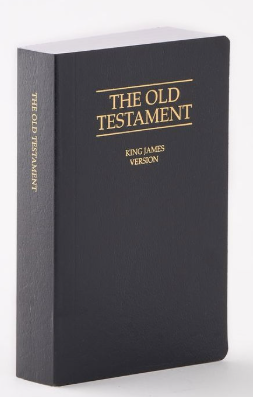 THE OLD
TESTAMENT
KING JAMES
VERSION
THE OLD TESTAMENT